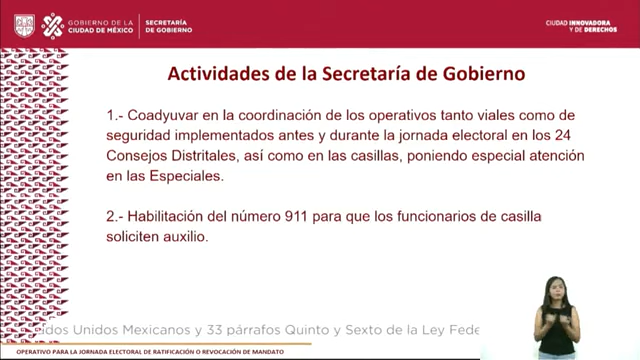 GOBIERNO DE LA
CIUDAD DE MÉXICO
SECRETARÍA
DE GOBIERNO
CIUDAD INNOVADORA
Y DE DERECHOS
Actividades de la Secretaría de Gobierno
1.- Coadyuvar en la coordinación de los operativos tanto viales como de
seguridad implementados antes y durante la jornada electoral en los 24
Consejos Distritales, así como en las casillas, poniendo especial atención
en las Especiales.
2.- Habilitación del número 911 para que los funcionarios de casilla
soliciten auxilio.
idos Unidos Mexicanos y 33 párrafos Quinto y Sexto de la Ley Fede
OPERATIVO PARA LA JORNADA ELECTORAL DE RATIFICACIÓN O REVOCACIÓN DE MANDATO